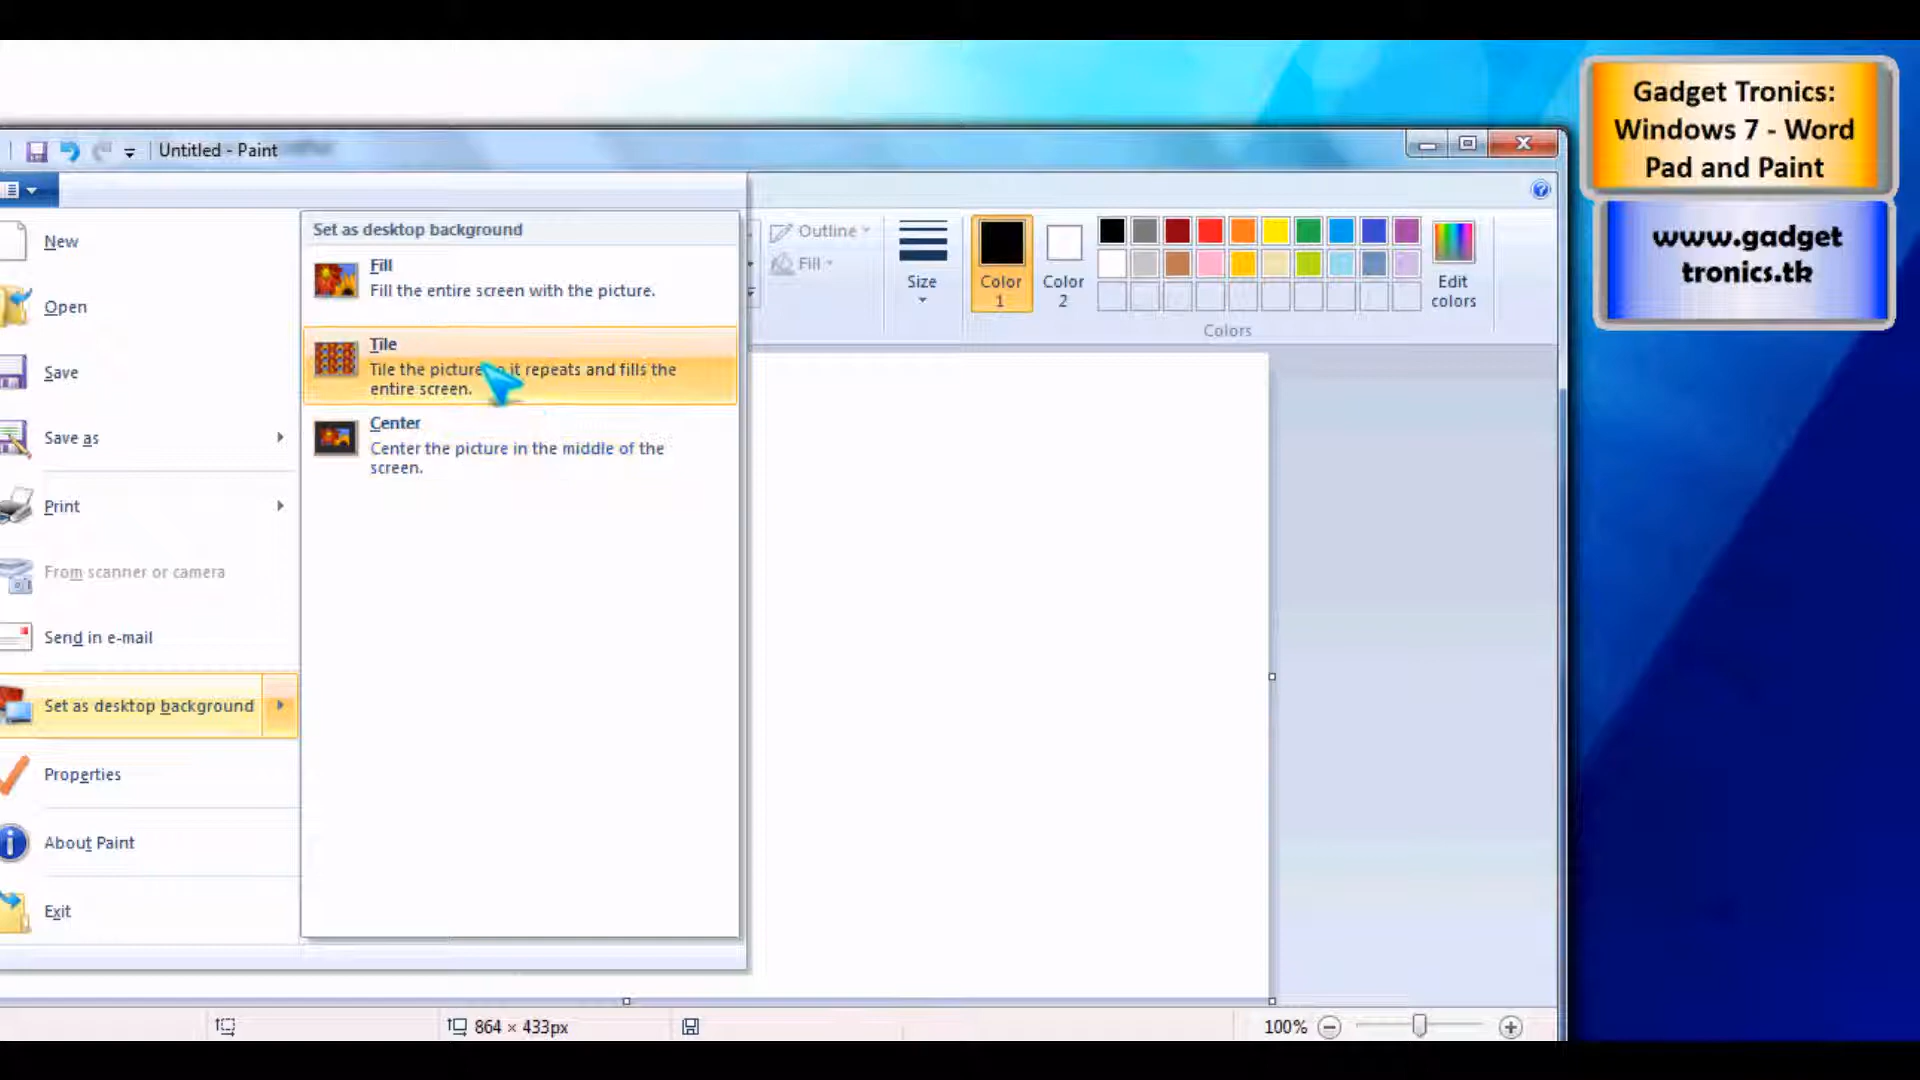 Gadget Tronics:
Windows 7 - Word
Pad and Paint
www.gadget
tronics.tk
Untitled - Paint
New
Open
Save
Save as
Print
From scanner or camera
Send in e-mail
Set as desktop background
Properties
About Paint
Exit
Set as desktop background
Fill
Fill the entire screen with the picture.
Tile
Tile the picture it repeats and fills the
entire screen.
Center
Center the picture in the middle of the
screen.
Outline
Fill
Size
Color
1
Color
2
Edit
colors
Colors
864 × 433px
100%